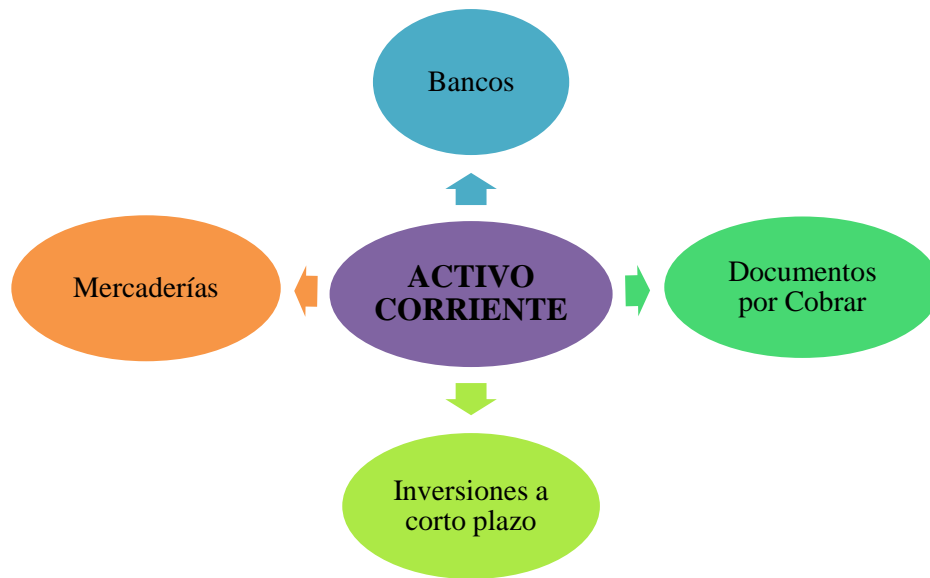 Bancos
Mercaderías
ACTIVO
CORRIENTE
Documentos
por Cobrar
Inversiones a
corto plazo